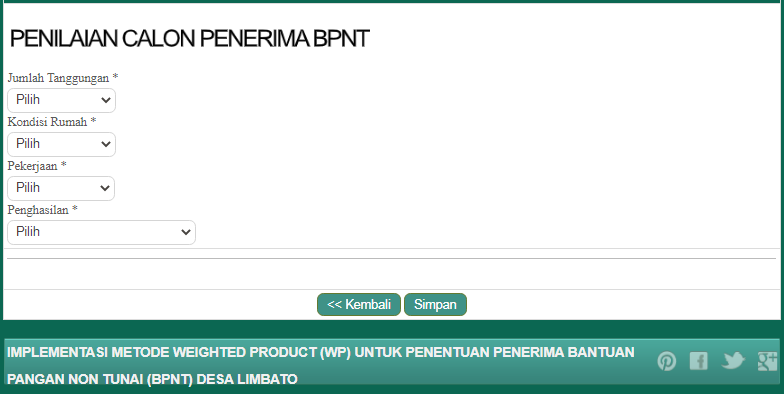 PENILAIAN CALON PENERIMA BPNT
Jumlah Tanggungan *
Pilih
Kondisi Rumah *
Pilih
Pekerjaan *
Pilih
Penghasilan *
Pilih
<< Kembali Simpan
IMPLEMENTASI METODE WEIGHTED PRODUCT (WP) UNTUK PENENTUAN PENERIMA BANTUAN
PANGAN NON TUNAI (BPNT) DESA LIMBATO